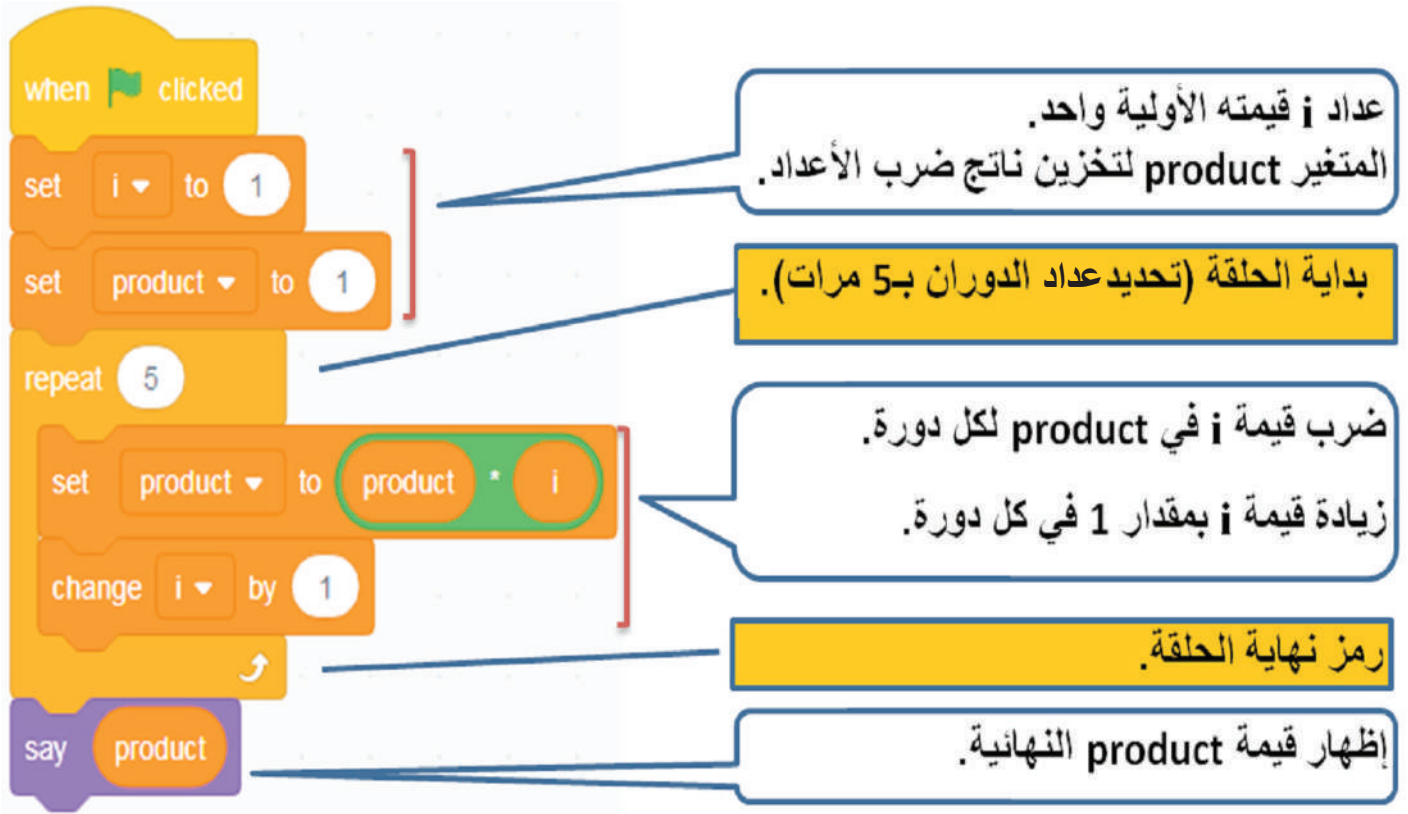 when clicked
set i to 1
set product to 1
repeat 5
set product to product * i
change i by 1
say product
عداد i قيمته الأولية واحد.
المتغير product لتخزين ناتج ضرب الأعداد.
بداية الحلقة (تحديد عداد الدوران بـ5 مرات).
ضرب قيمة i في product لكل دورة.
زيادة قيمة i بمقدار 1 في كل دورة.
رمز نهاية الحلقة.
إظهار قيمة product النهائية.